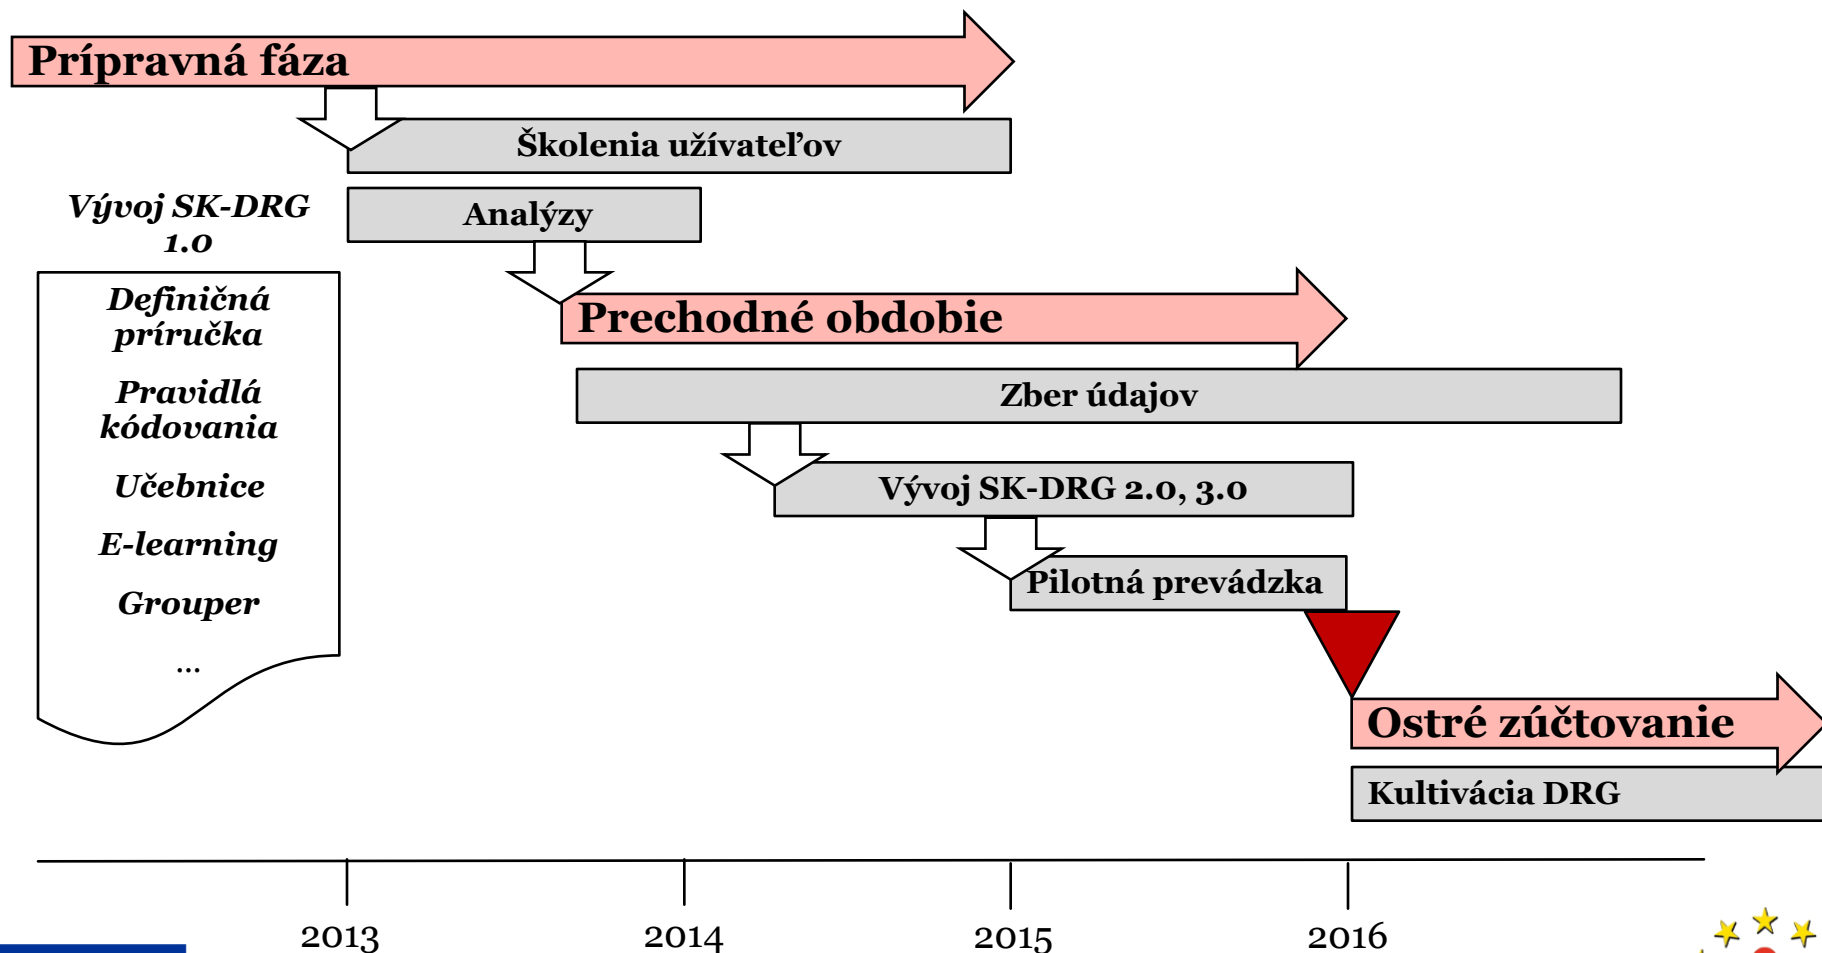 Prípravná fáza
Školenia užívateľov
Vývoj SK-DRG
1.0
Analýzy
Definičná
príručka
Pravidlá
kódovania
Učebnice
E-learning
Grouper
...
Prechodné obdobie
Zber údajov
Vývoj SK-DRG 2.0, 3.0
Pilotná prevádzka
Ostré zúčtovanie
Kultivácia DRG
2013
2014
2015
2016